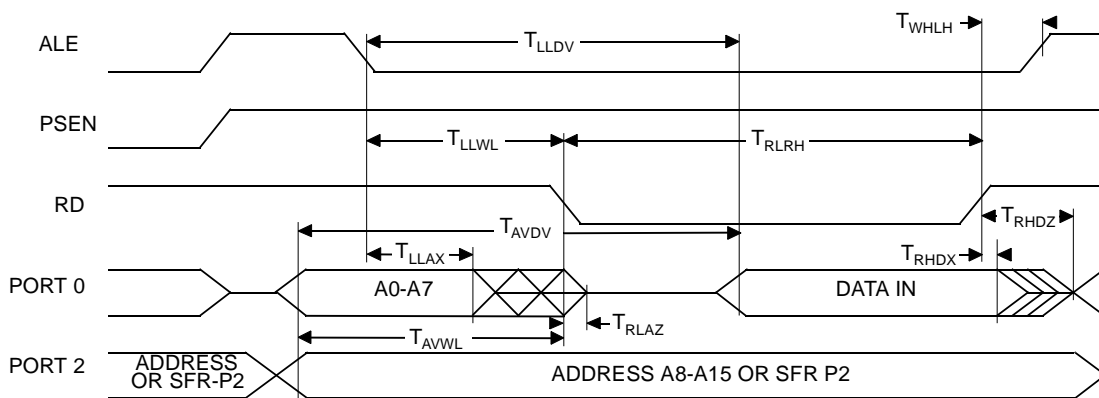 ALE
T_LLDV
T_WHLH
PSEN
T_LLWL
T_RLRH
RD
T_AVDV
T_RHDZ
T_LLAX
T_RHDX
PORT 0
A0-A7
DATA IN
T_RLAZ
T_AVWL
PORT 2
ADDRESS
OR SFR-P2
ADDRESS A8-A15 OR SFR P2